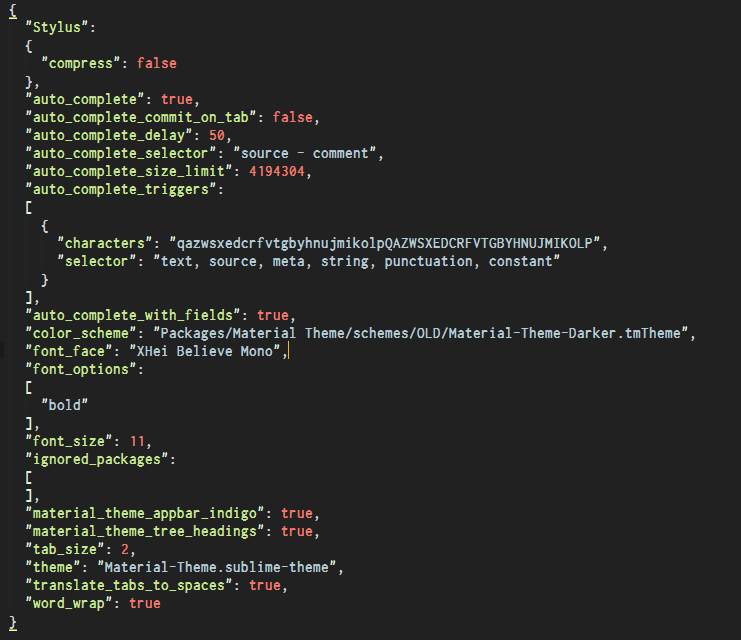 {
  "Stylus":
  {
    "compress": false
  },
  "auto_complete": true,
  "auto_complete_commit_on_tab": false,
  "auto_complete_delay": 50,
  "auto_complete_selector": "source - comment",
  "auto_complete_size_limit": 4194304,
  "auto_complete_triggers":
  [
    {
      "characters": "qazwsxedcrfvtgbyhnujmikolpQAZWSXEDCRFVTGBYHNUJMIKOLP",
      "selector": "text, source, meta, string, punctuation, constant"
    }
  ],
  "auto_complete_with_fields": true,
  "color_scheme": "Packages/Material Theme/schemes/OLD/Material-Theme-Darker.tmTheme",
  "font_face": "XHei Believe Mono",
  "font_options":
  [
    "bold"
  ],
  "font_size": 11,
  "ignored_packages":
  [
  ],
  "material_theme_appbar_indigo": true,
  "material_theme_tree_headings": true,
  "tab_size": 2,
  "theme": "Material-Theme.sublime-theme",
  "translate_tabs_to_spaces": true,
  "word_wrap": true
}